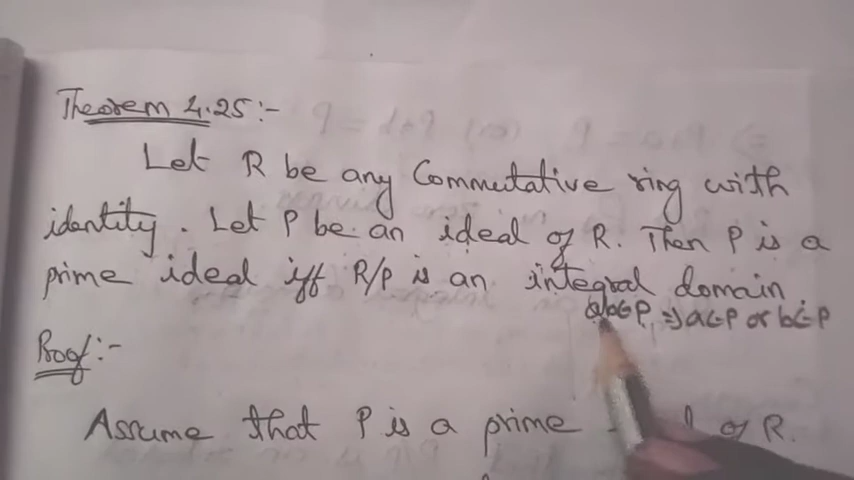 Theorem 4.25:-
Let R be any Commutative ring with
identity. Let P be an ideal of R. Then P is a
prime ideal iff R/P is an integral domain
ab∈P ⇒ a∈P or b∈P
Proof:-
Assume that P is a prime of R.